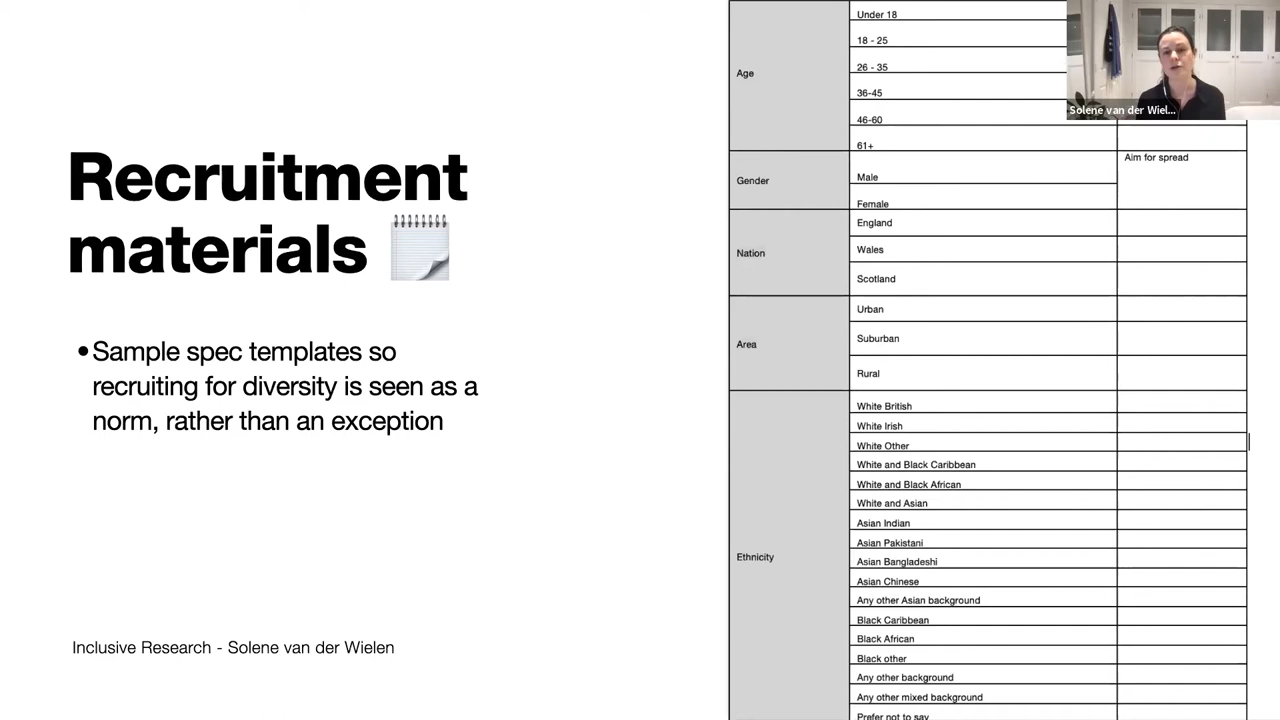 Recruitment
materials
•Sample spec templates so
recruiting for diversity is seen as a
norm, rather than an exception
Inclusive Research - Solene van der Wielen
Age
Under 18
18 - 25
26 - 35
36-45
46-60
61+
Gender
Male
Female
Aim for spread
Nation
England
Wales
Scotland
Area
Urban
Suburban
Rural
Ethnicity
White British
White Irish
White Other
White and Black Caribbean
White and Black African
White and Asian
Asian Indian
Asian Pakistani
Asian Bangladeshi
Asian Chinese
Any other Asian background
Black Caribbean
Black African
Black other
Any other background
Any other mixed background
Prefer not to say
Solene van der Wiel...